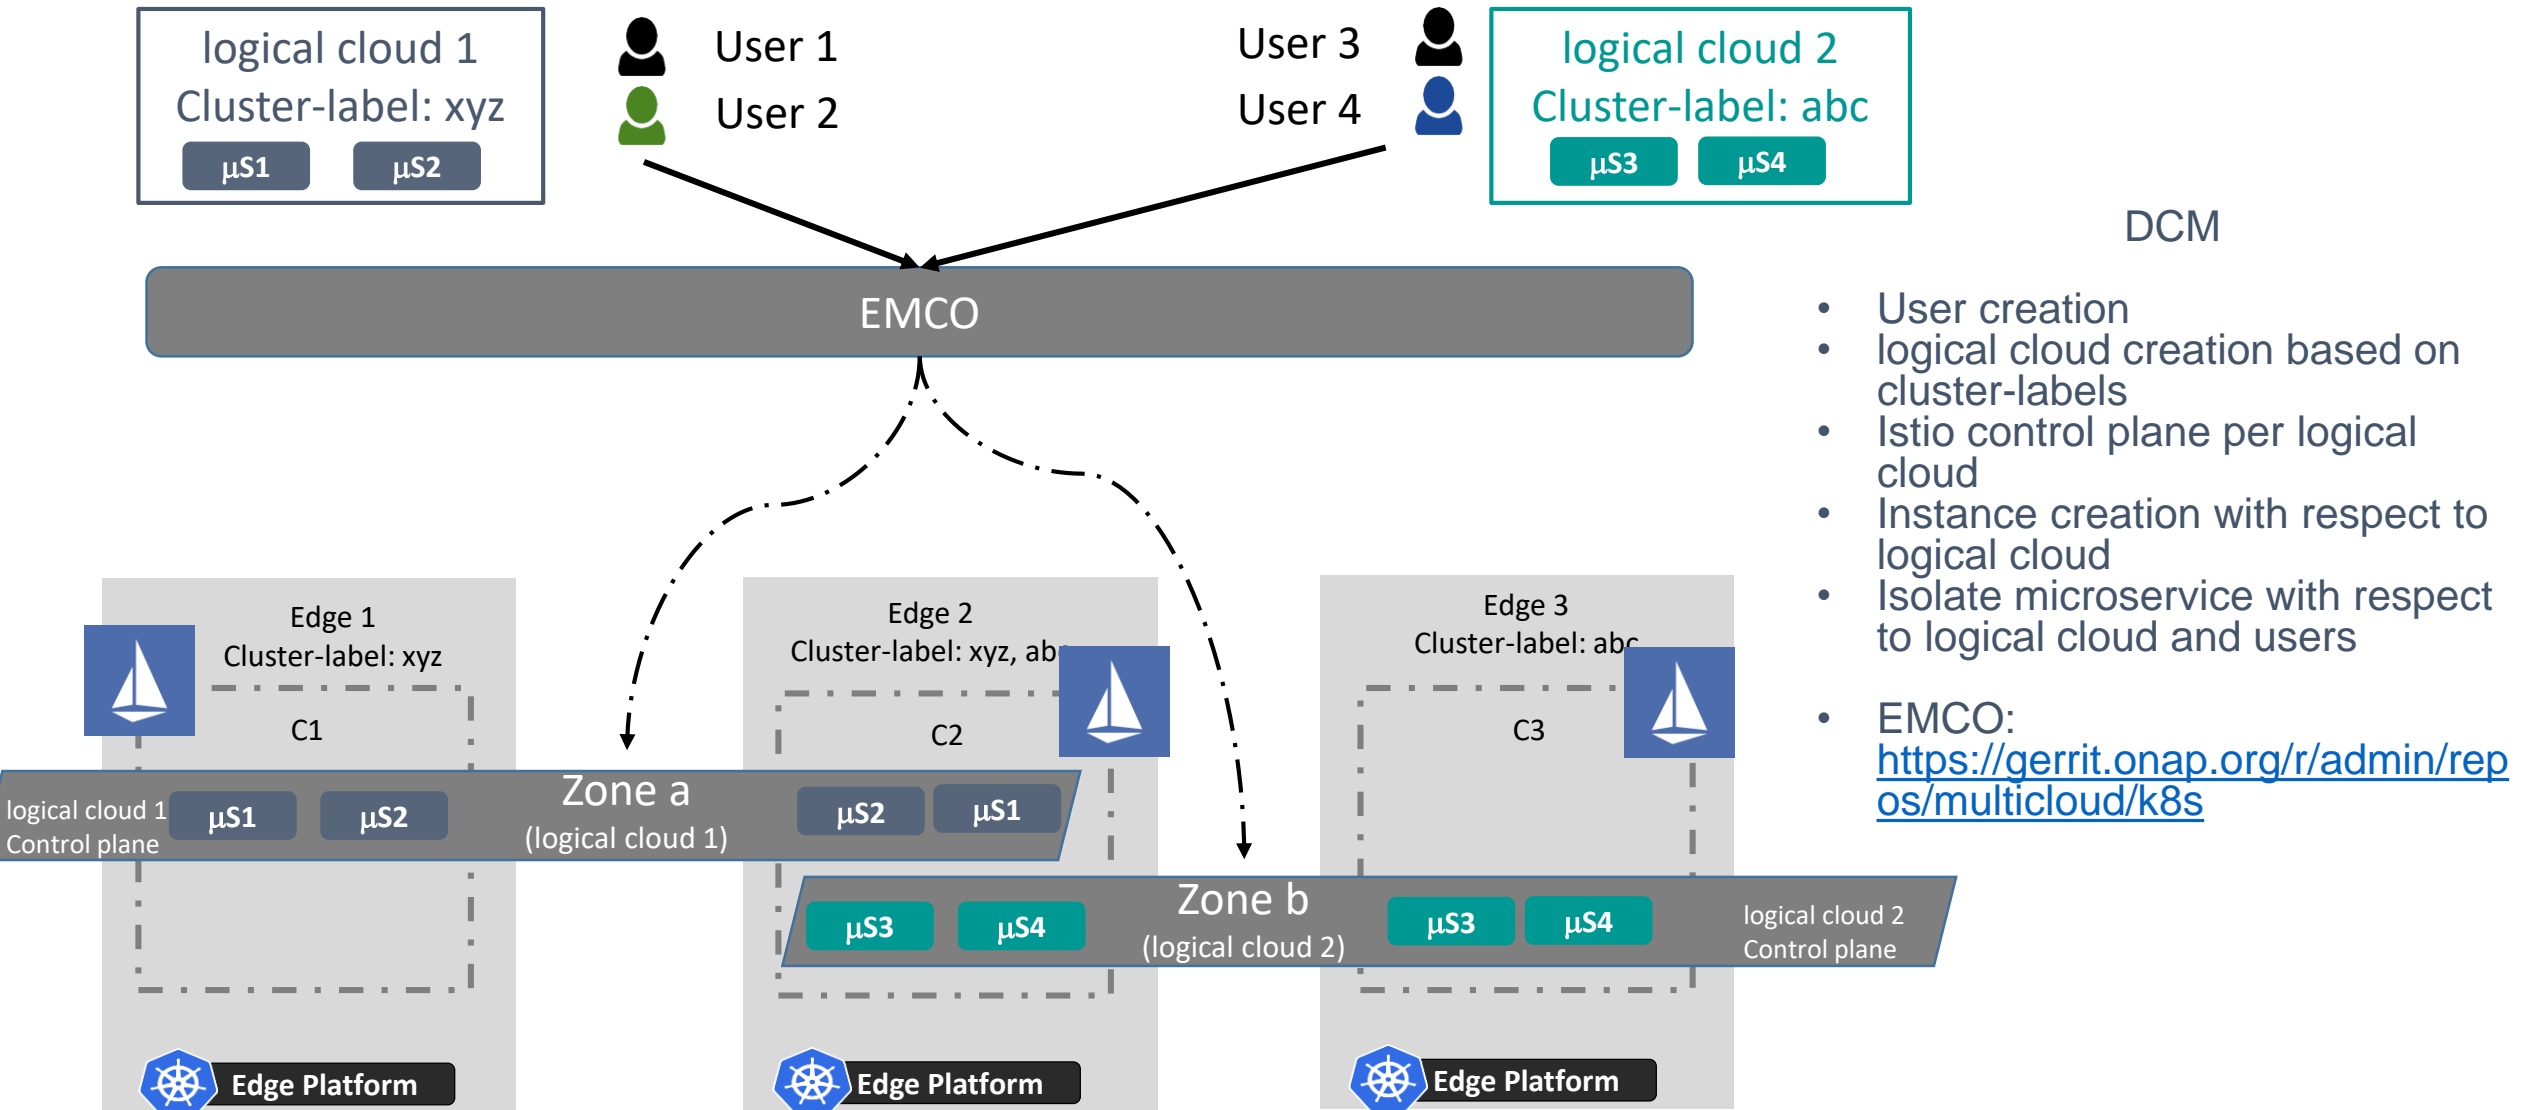 logical cloud 1
Cluster-label: xyz
µS1 µS2
User 1
User 2
User 3
User 4
logical cloud 2
Cluster-label: abc
µS3 µS4
EMCO
DCM
• User creation
• logical cloud creation based on
cluster-labels
• Istio control plane per logical
cloud
• Instance creation with respect to
logical cloud
• Isolate microservice with respect
to logical cloud and users
• EMCO:
https://gerrit.onap.org/r/admin/rep
os/multicloud/k8s
Edge 1
Cluster-label: xyz
C1
Edge 2
Cluster-label: xyz,
C2
Edge 3
Cluster-label: abc
C3
logical cloud 1
Control plane
µS1 µS2
Zone a
(logical cloud 1)
µS2 µS1
µS3 µS4
Zone b
(logical cloud 2)
µS3 µS4
logical cloud 2
Control plane
Edge Platform
Edge Platform
Edge Platform